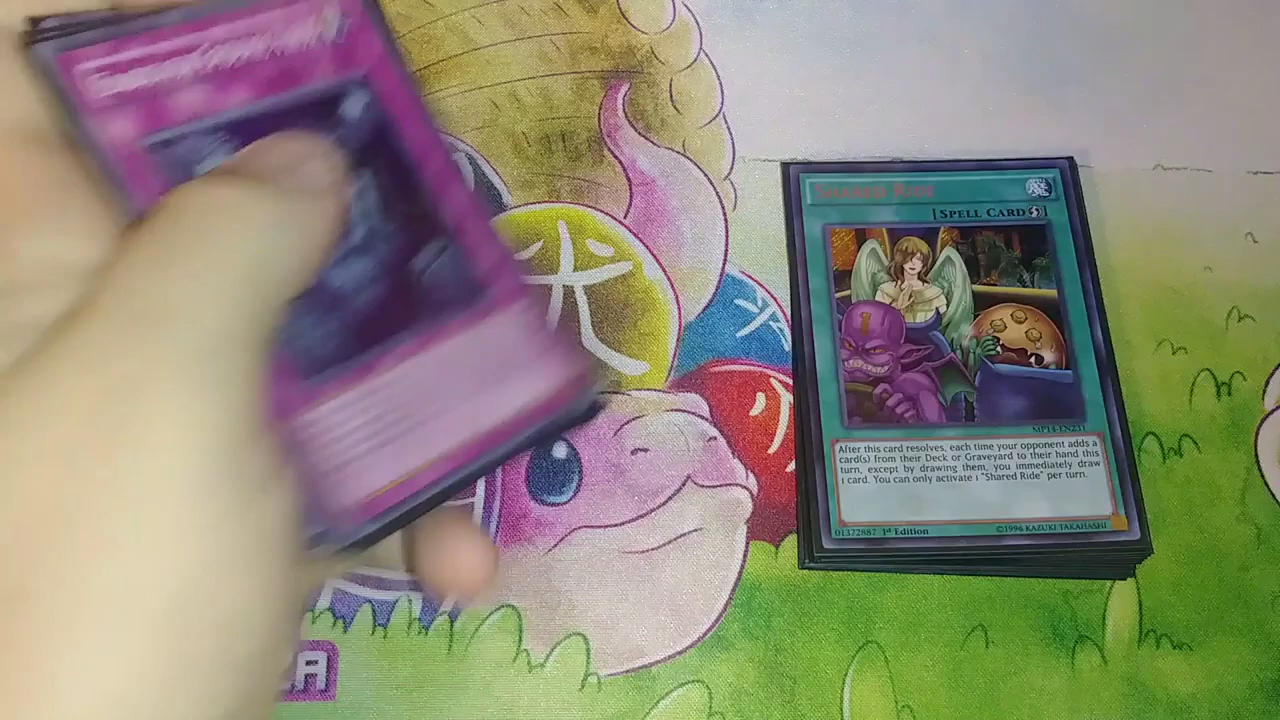 Shared Ride
[SPELL CARD]
MP14-EN231
After this card resolves, each time your opponent adds a
card(s) from their Deck or Graveyard to their hand this
turn, except by drawing them, you immediately draw
1 card. You can only activate 1 "Shared Ride" per turn.
01372887 1st Edition
©1996 KAZUKI TAKAHASHI